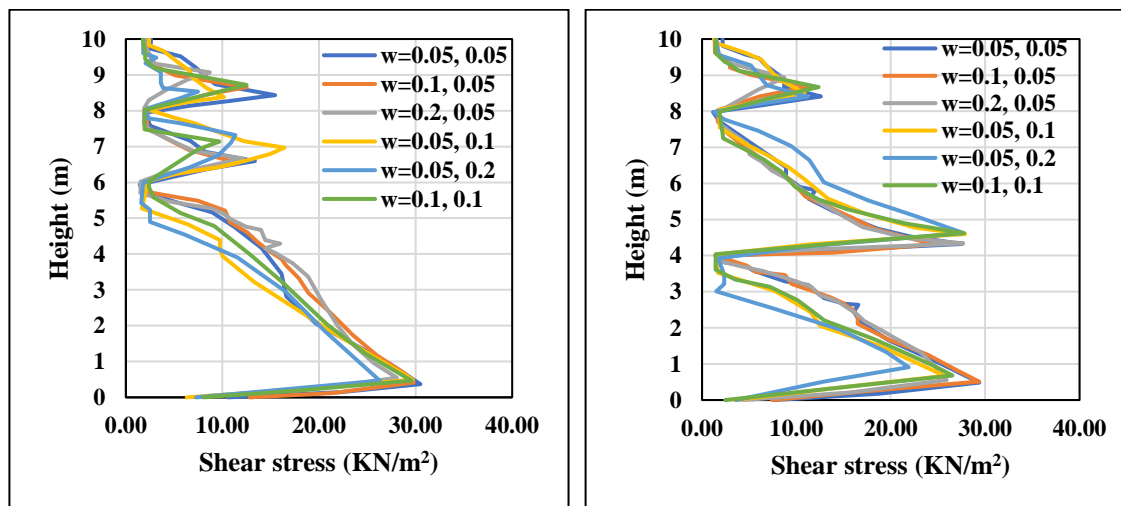 10
9
8
7
6
5
4
3
2
1
0
Height (m)
w=0.05, 0.05
w=0.1, 0.05
w=0.2, 0.05
w=0.05, 0.1
w=0.05, 0.2
w=0.1, 0.1
0.00 10.00 20.00 30.00 40.00
Shear stress (KN/m²)
10
9
8
7
6
5
4
3
2
1
0
Height (m)
w=0.05, 0.05
w=0.1, 0.05
w=0.2, 0.05
w=0.05, 0.1
w=0.05, 0.2
w=0.1, 0.1
0.00 10.00 20.00 30.00 40.00
Shear stress (KN/m²)